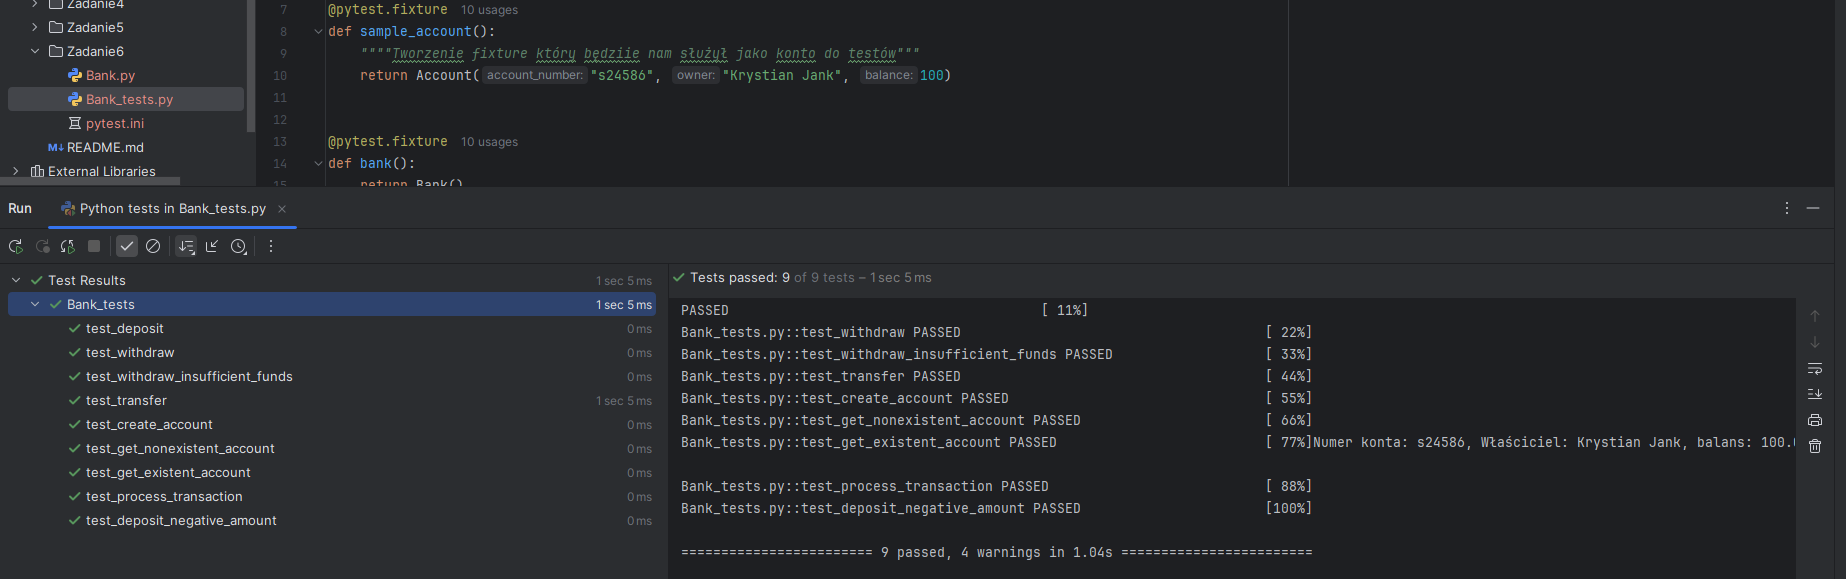 Zadanie4
Zadanie5
Zadanie6
Bank.py
Bank_tests.py
pytest.ini
M↓ README.md
External Libraries
7 @pytest.fixture 10 usages
8 def sample_account():
9 """"Tworzenie fixture który będziie nam służył jako konto do testów"""
10 return Account( account_number: "s24586", owner: "Krystian Jank", balance: 100)
11
12
13 @pytest.fixture 10 usages
14 def bank():
15 return Bank()
Run Python tests in Bank_tests.py ×
Test Results 1 sec 5 ms
Bank_tests 1 sec 5 ms
test_deposit 0 ms
test_withdraw 0 ms
test_withdraw_insufficient_funds 0 ms
test_transfer 1 sec 5 ms
test_create_account 0 ms
test_get_nonexistent_account 0 ms
test_get_existent_account 0 ms
test_process_transaction 0 ms
test_deposit_negative_amount 0 ms
Tests passed: 9 of 9 tests – 1 sec 5 ms
PASSED [ 11%]
Bank_tests.py::test_withdraw PASSED [ 22%]
Bank_tests.py::test_withdraw_insufficient_funds PASSED [ 33%]
Bank_tests.py::test_transfer PASSED [ 44%]
Bank_tests.py::test_create_account PASSED [ 55%]
Bank_tests.py::test_get_nonexistent_account PASSED [ 66%]
Bank_tests.py::test_get_existent_account PASSED [ 77%]Numer konta: s24586, Właściciel: Krystian Jank, balans: 100.
Bank_tests.py::test_process_transaction PASSED [ 88%]
Bank_tests.py::test_deposit_negative_amount PASSED [100%]
======================== 9 passed, 4 warnings in 1.04s ========================